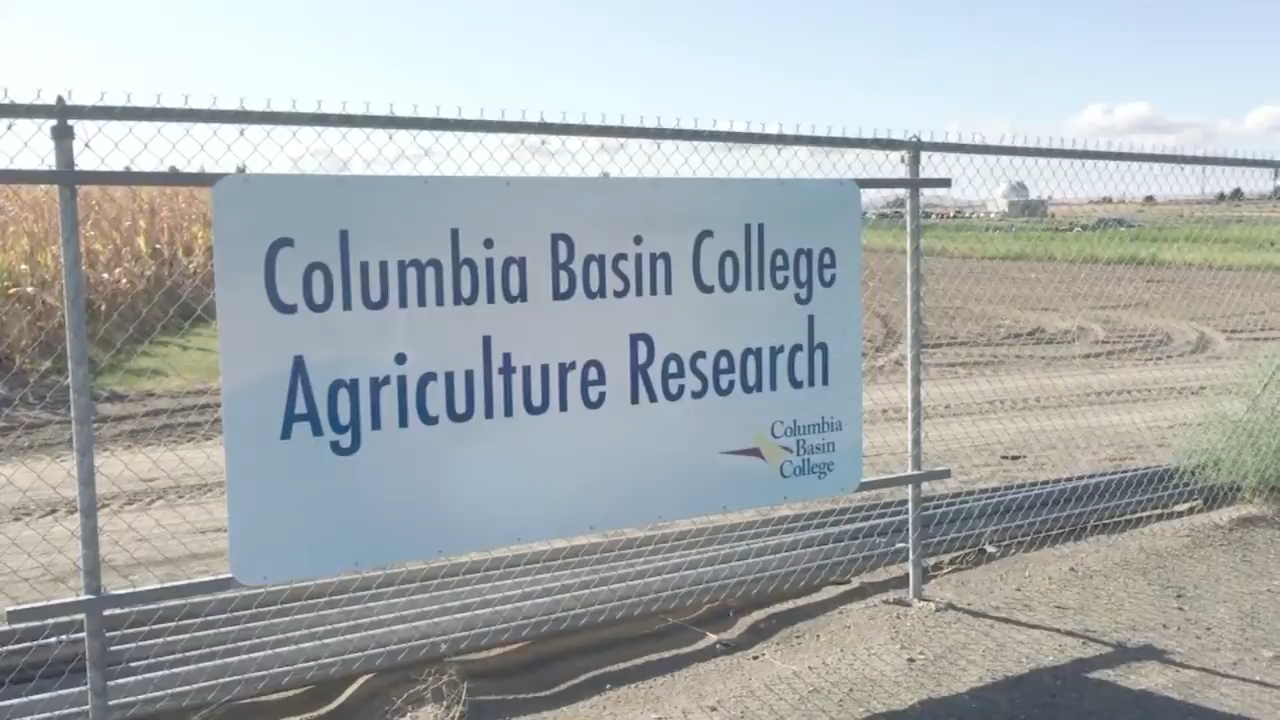 Columbia Basin College
Agriculture Research
Columbia
Basin
College